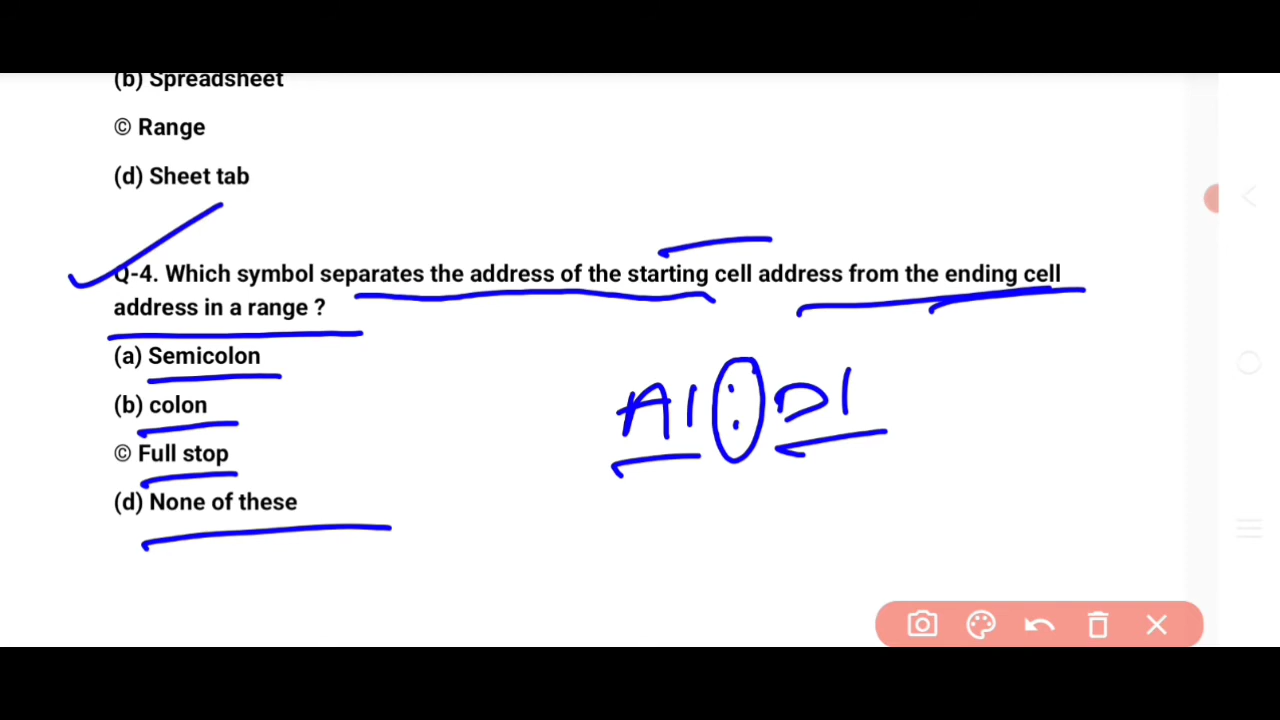 (b) Spreadsheet
© Range
(d) Sheet tab
Q-4. Which symbol separates the address of the starting cell address from the ending cell
address in a range ?
(a) Semicolon
(b) colon
© Full stop
(d) None of these
A1 : D1